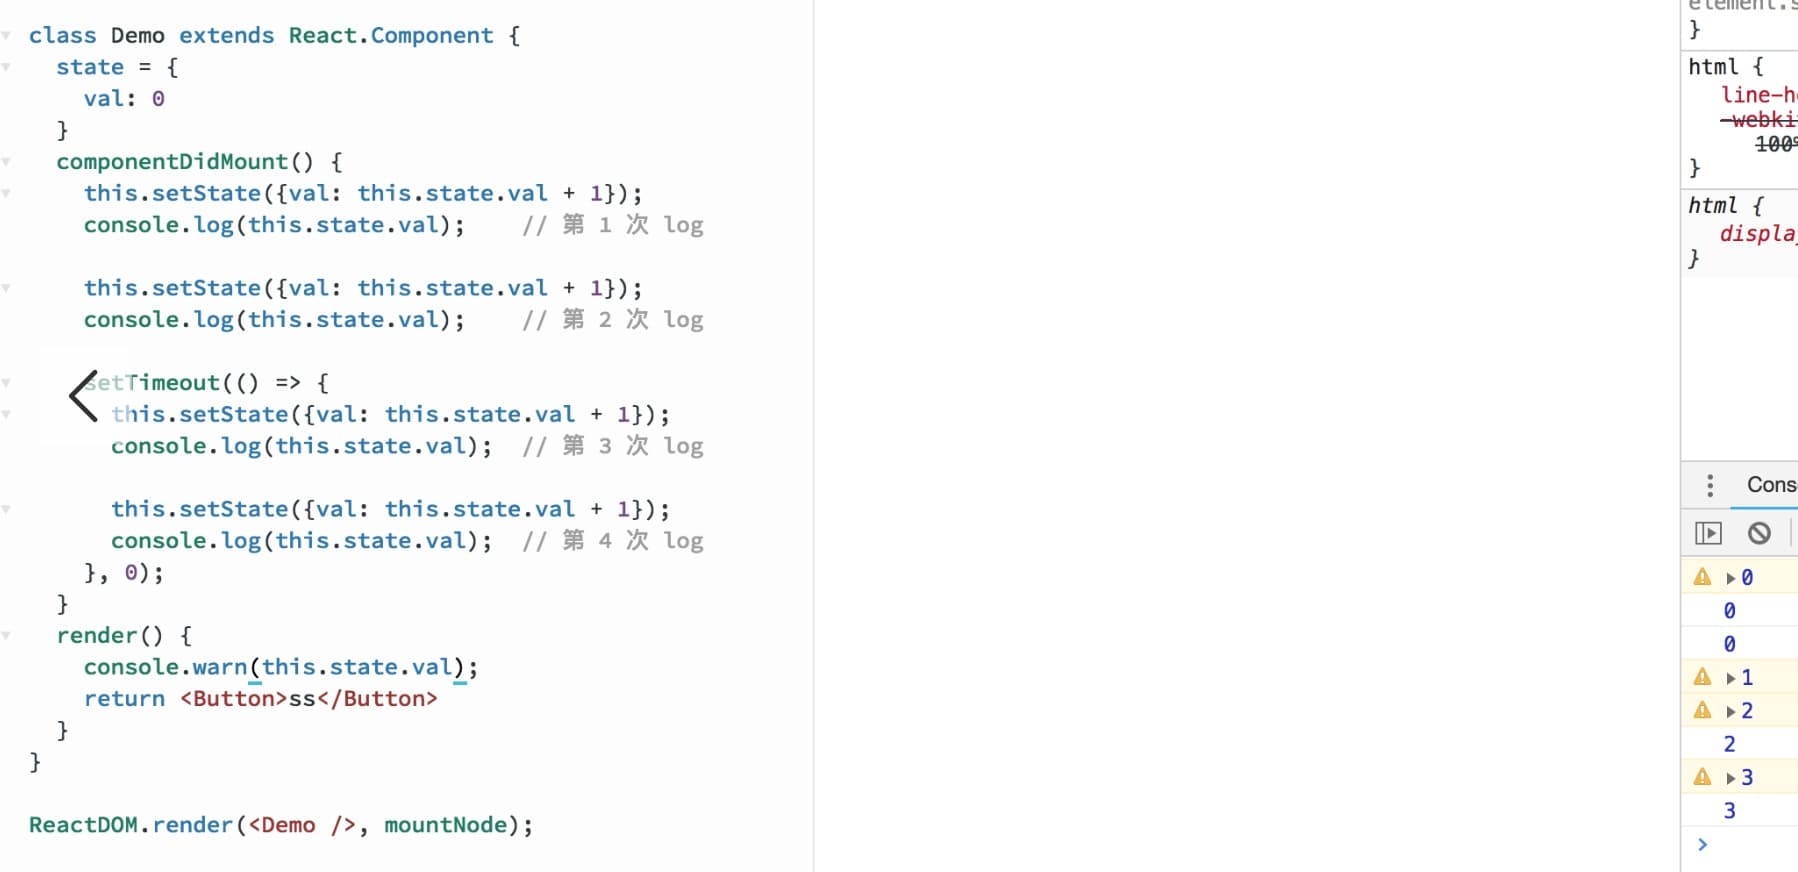 class Demo extends React.Component {
state = {
val: 0
}
componentDidMount() {
this.setState({val: this.state.val + 1});
console.log(this.state.val);    // 第 1 次 log
this.setState({val: this.state.val + 1});
console.log(this.state.val);    // 第 2 次 log
setTimeout(() => {
this.setState({val: this.state.val + 1});
console.log(this.state.val);  // 第 3 次 log
this.setState({val: this.state.val + 1});
console.log(this.state.val);  // 第 4 次 log
}, 0);
}
render() {
console.warn(this.state.val);
return <Button>ss</Button>
}
}
ReactDOM.render(<Demo />, mountNode);
element.s
}
html {
line-h
-webki
100
}
html {
display
}
Cons
0
0
0
1
2
2
3
3